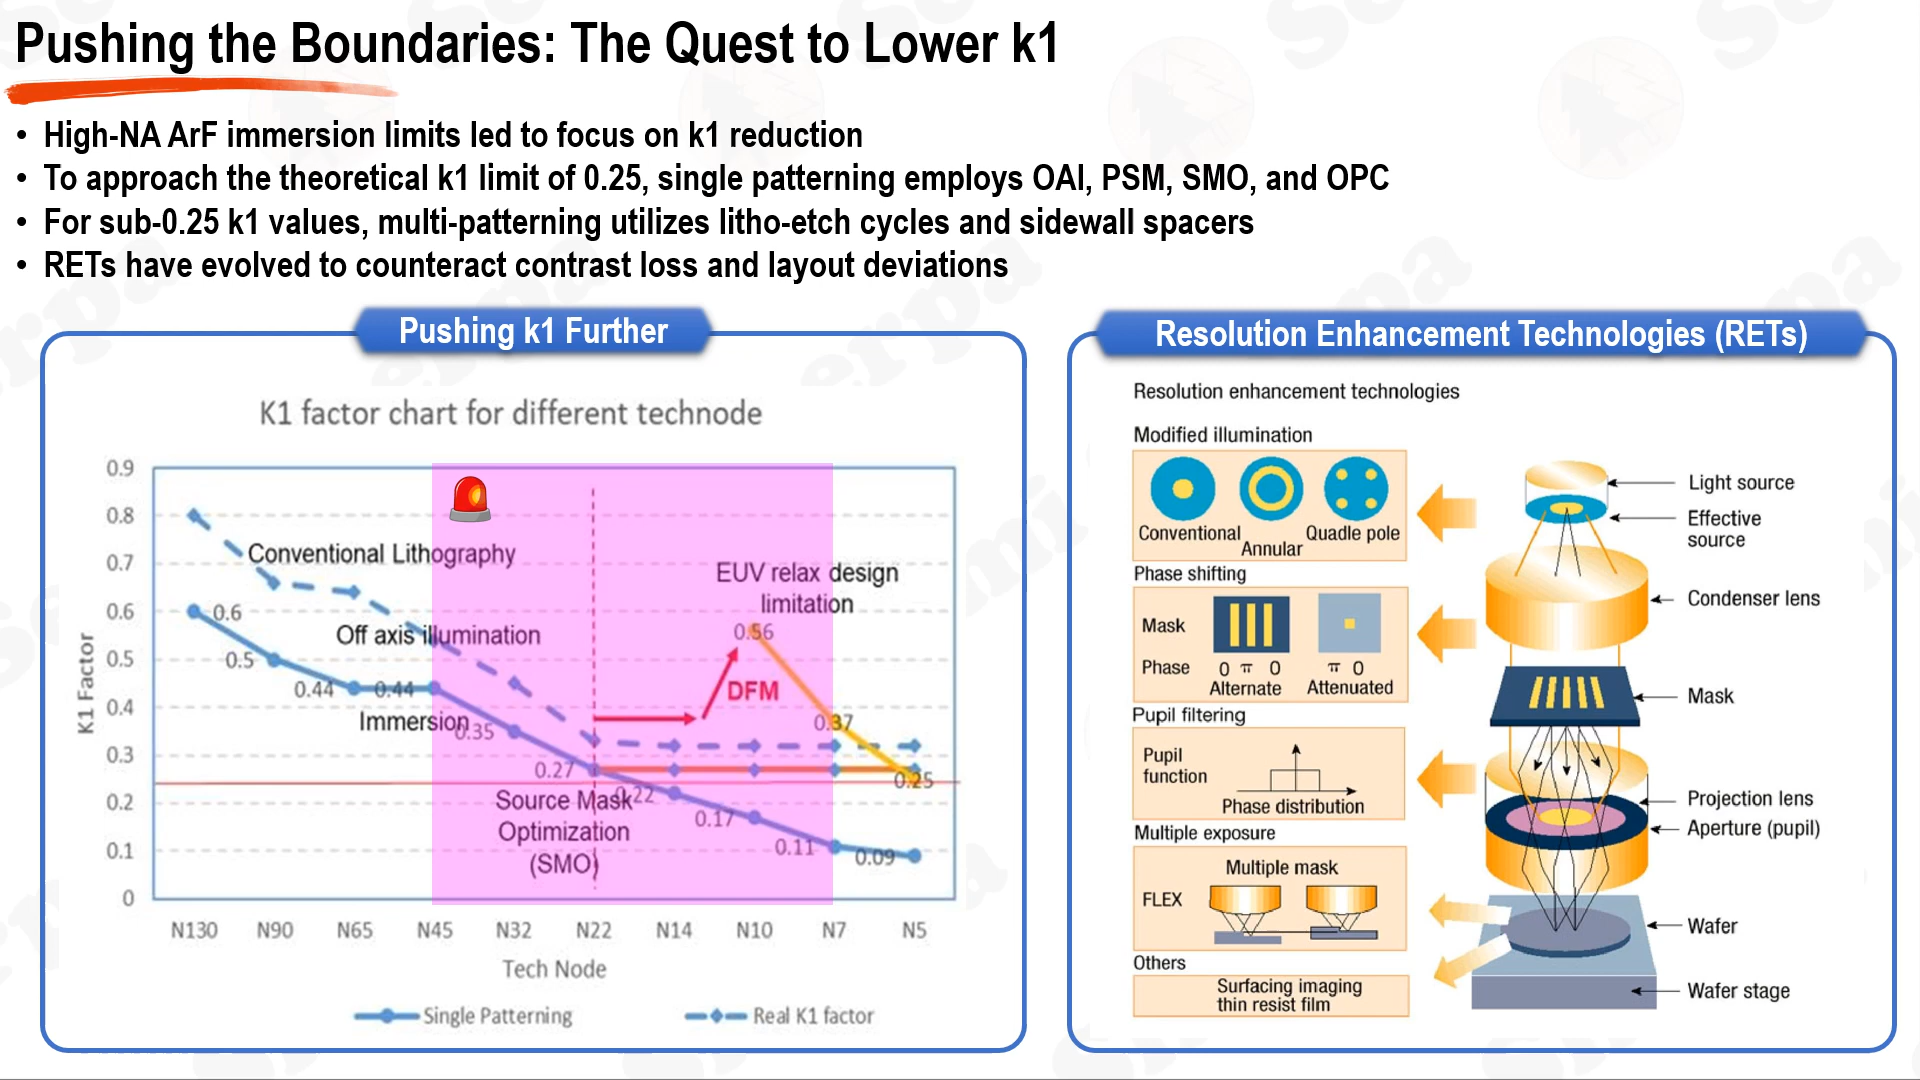 Pushing the Boundaries: The Quest to Lower k1
• High-NA ArF immersion limits led to focus on k1 reduction
• To approach the theoretical k1 limit of 0.25, single patterning employs OAI, PSM, SMO, and OPC
• For sub-0.25 k1 values, multi-patterning utilizes litho-etch cycles and sidewall spacers
• RETs have evolved to counteract contrast loss and layout deviations
Pushing k1 Further
K1 factor chart for different technode
K1 Factor
0.9
0.8
0.7
0.6
0.5
0.4
0.3
0.2
0.1
0
Conventional Lithography
Off axis illumination
Immersion
Source Mask
Optimization
(SMO)
EUV relax design
limitation
DFM
0.6
0.5
0.44
0.44
0.35
0.27
0.22
0.17
0.11
0.09
0.56
0.37
0.25
N130 N90 N65 N45 N32 N22 N14 N10 N7 N5
Tech Node
Single Patterning
Real K1 factor
Resolution Enhancement Technologies (RETs)
Resolution enhancement technologies
Modified illumination
Conventional
Annular
Quadle pole
Phase shifting
Mask
Phase
0 π 0
π 0
Alternate
Attenuated
Pupil filtering
Pupil
function
Phase distribution
Multiple exposure
Multiple mask
FLEX
Others
Surfacing imaging
thin resist film
Light source
Effective
source
Condenser lens
Mask
Projection lens
Aperture (pupil)
Wafer
Wafer stage